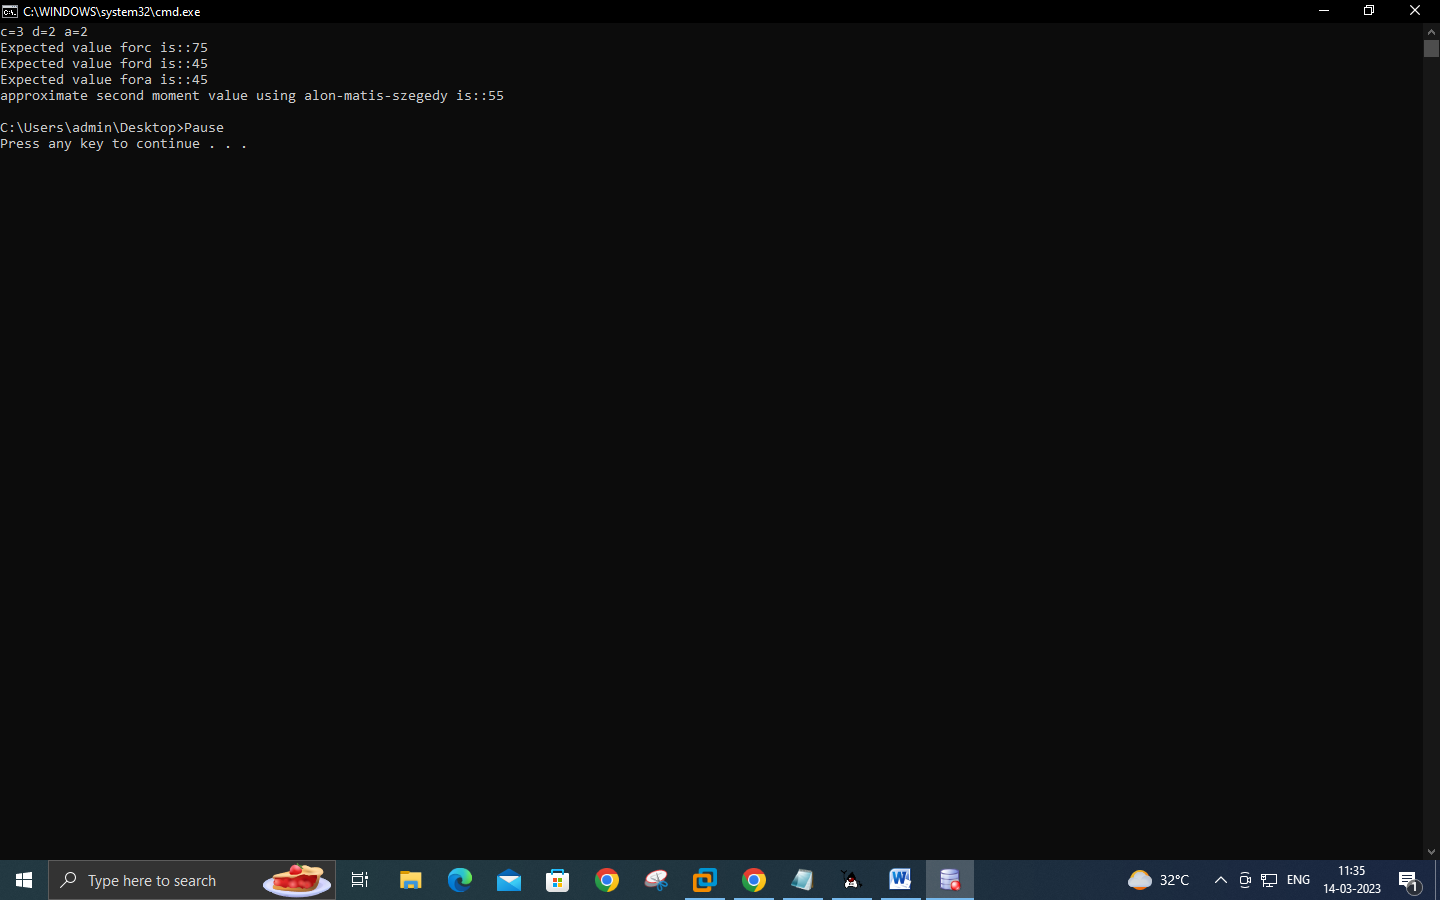 C:\WINDOWS\system32\cmd.exe
c=3 d=2 a=2
Expected value forc is::75
Expected value ford is::45
Expected value fora is::45
approximate second moment value using alon-matis-szegedy is::55
C:\Users\admin\Desktop>Pause
Press any key to continue . . .
Type here to search
32°C
ENG
11:35
14-03-2023
1